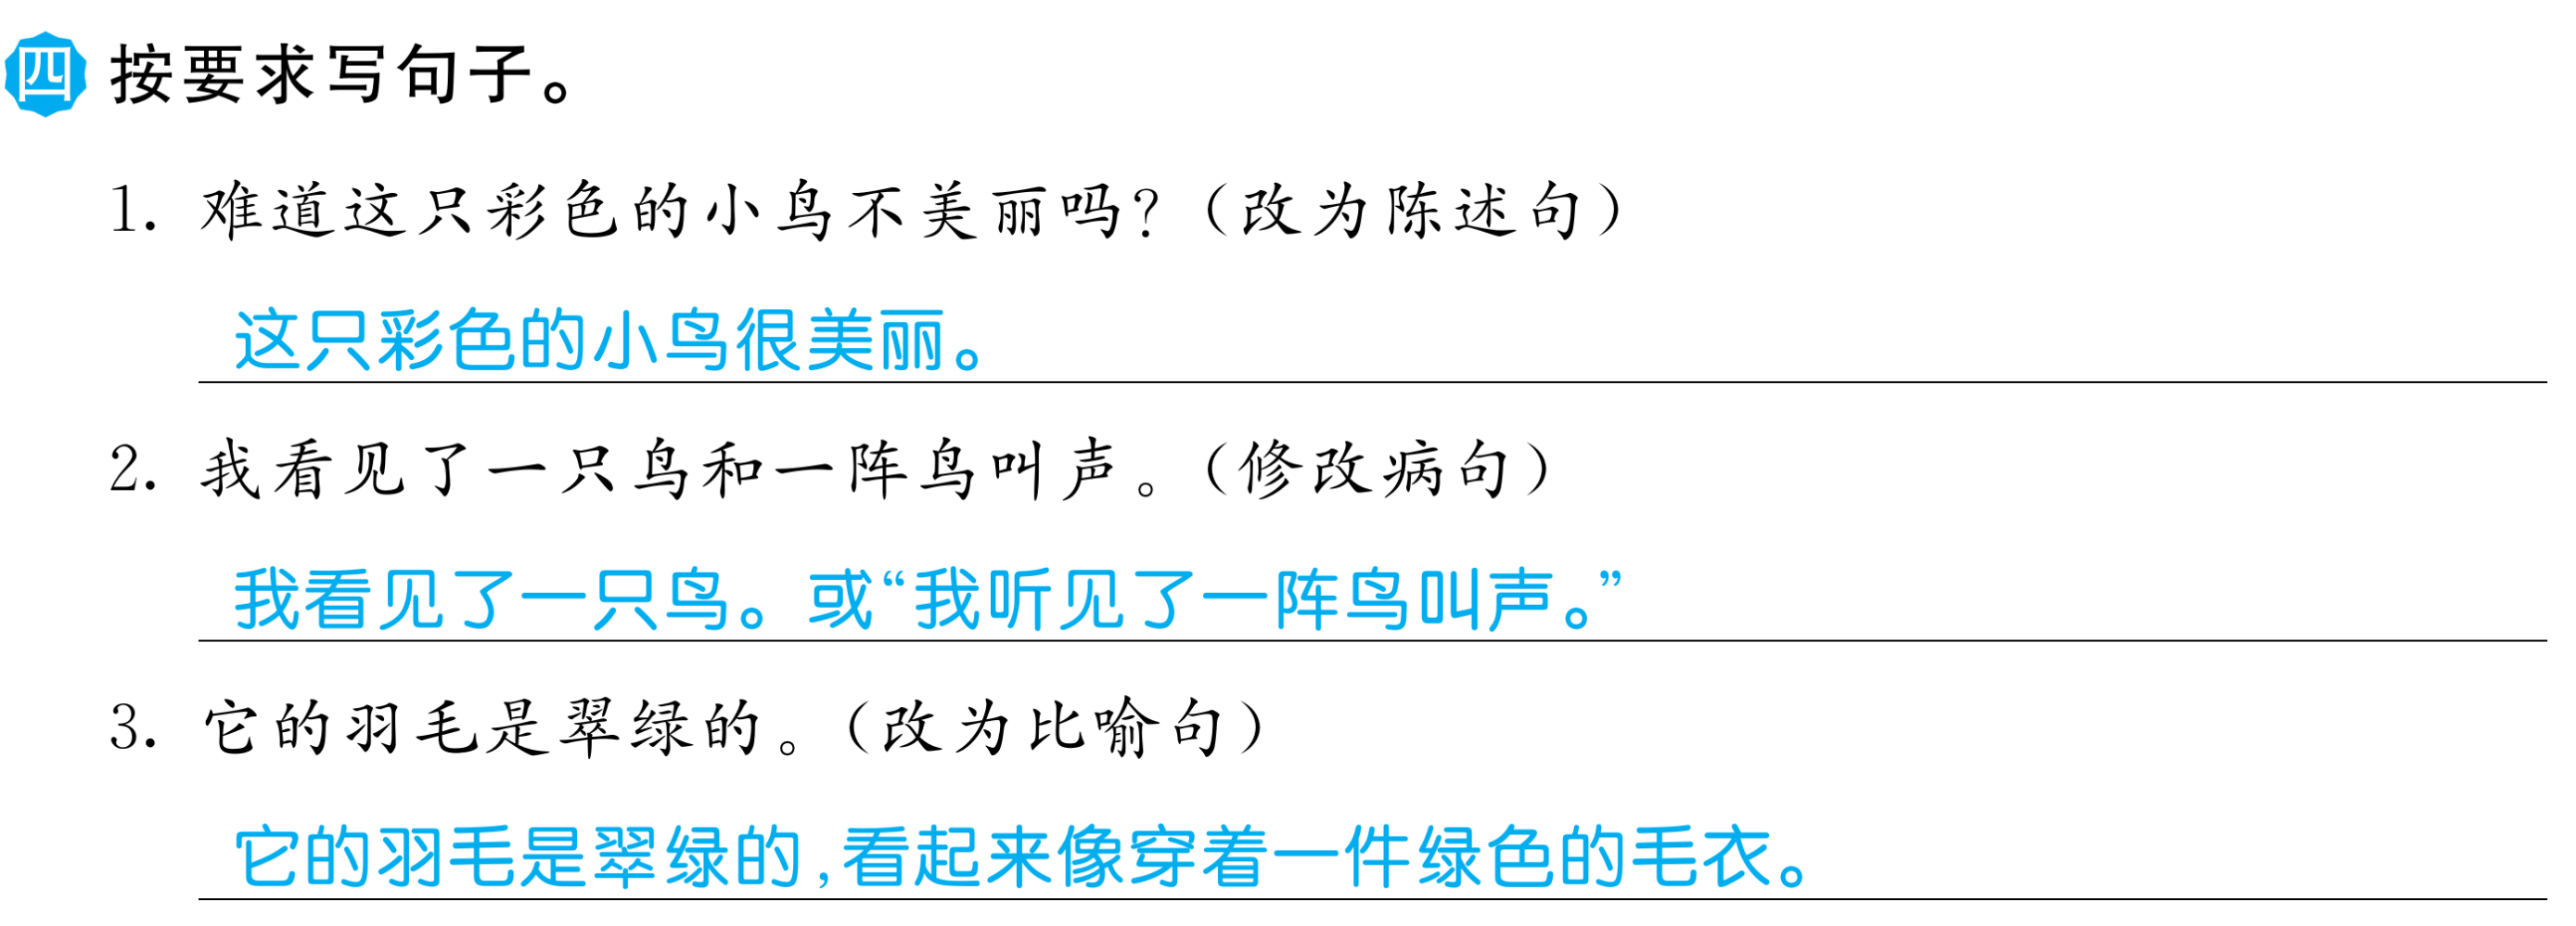 四 按要求写句子。
1. 难道这只彩色的小鸟不美丽吗？（改为陈述句）
这只彩色的小鸟很美丽。
2. 我看见了一只鸟和一阵鸟叫声。（修改病句）
我看见了一只鸟。或“我听见了一阵鸟叫声。”
3. 它的羽毛是翠绿的。（改为比喻句）
它的羽毛是翠绿的,看起来像穿着一件绿色的毛衣。